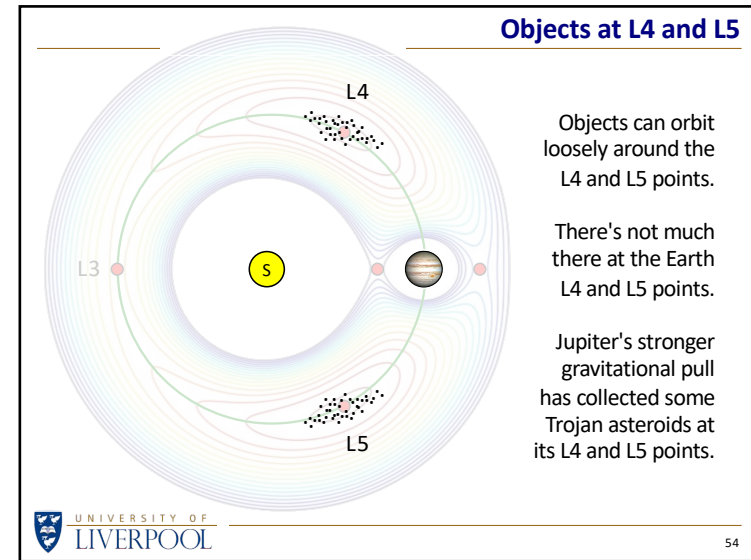 Objects at L4 and L5
L4
Objects can orbit
loosely around the
L4 and L5 points.
There's not much
there at the Earth
L4 and L5 points.
L3
S
Jupiter's stronger
gravitational pull
has collected some
Trojan asteroids at
its L4 and L5 points.
L5
UNIVERSITY OF
LIVERPOOL
54